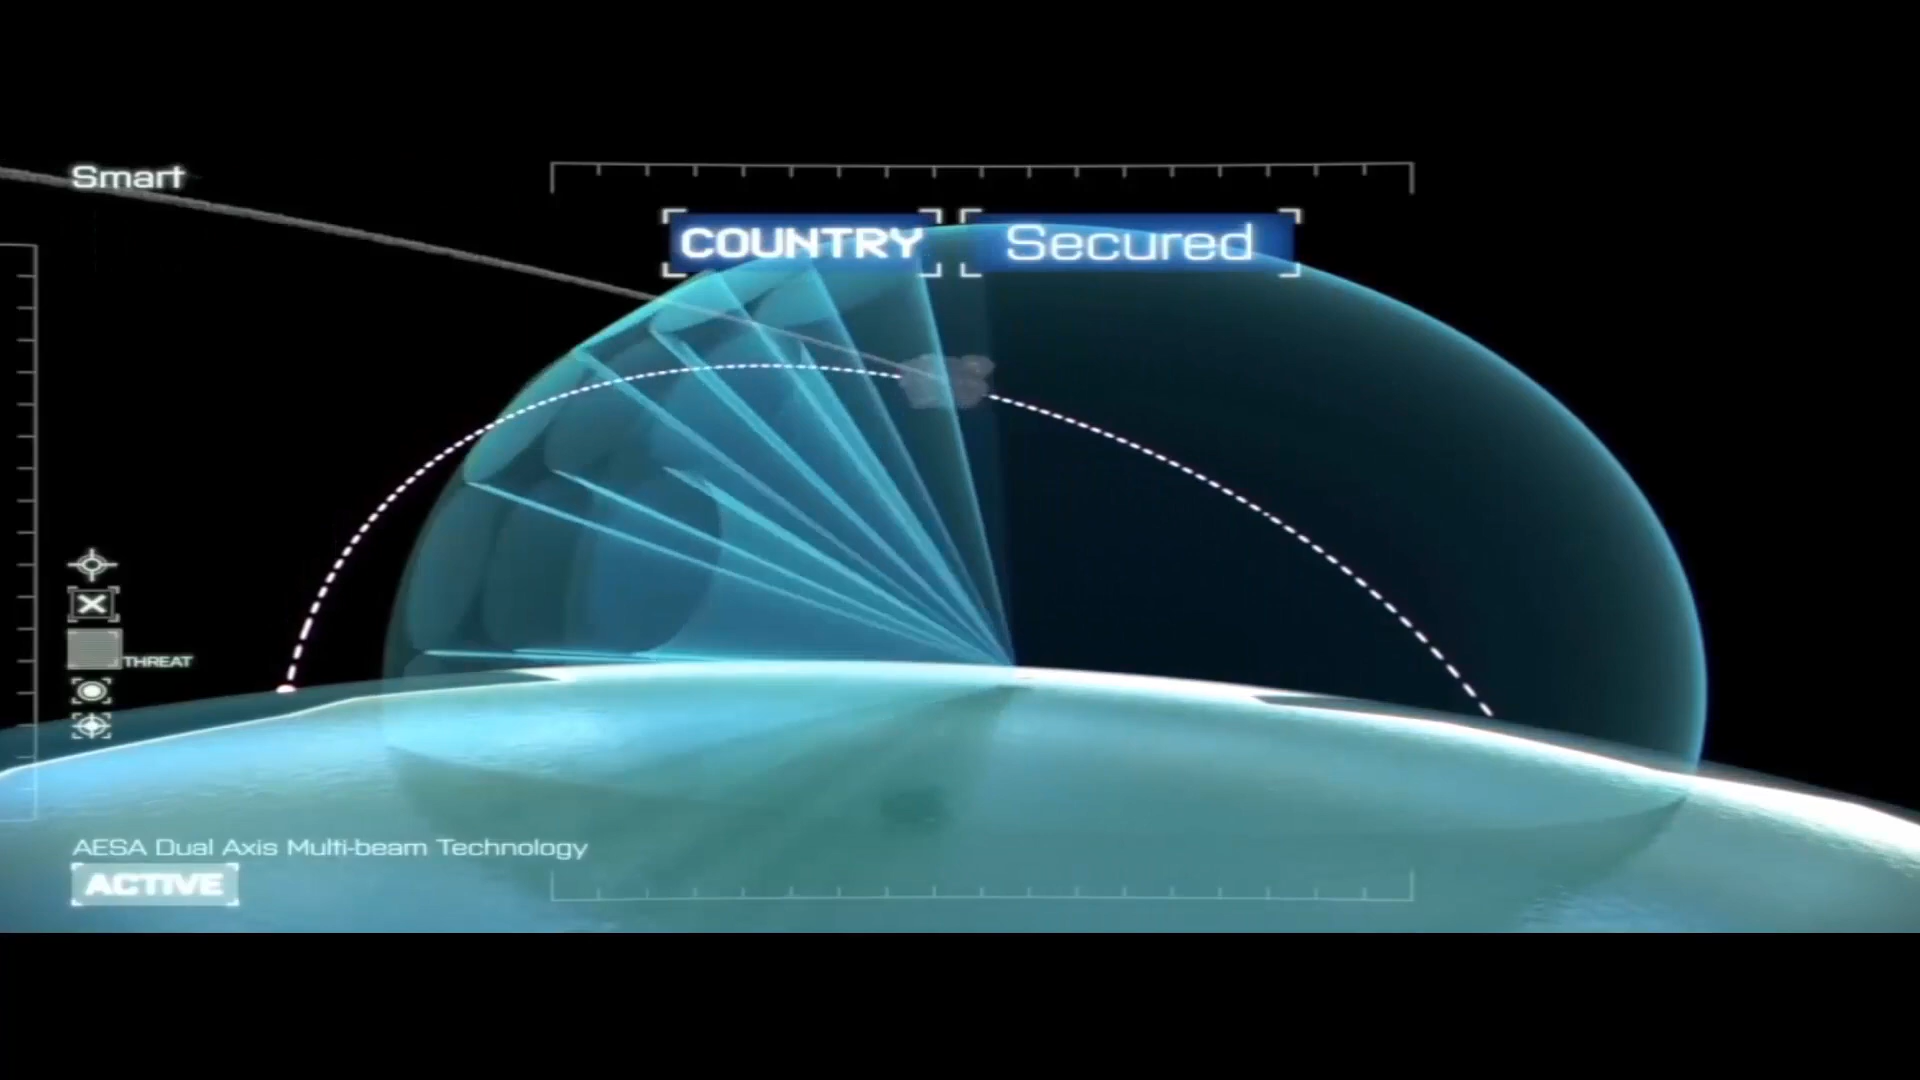 Smart
COUNTRY Secured
THREAT
AESA Dual Axis Multi-beam Technology
ACTIVE